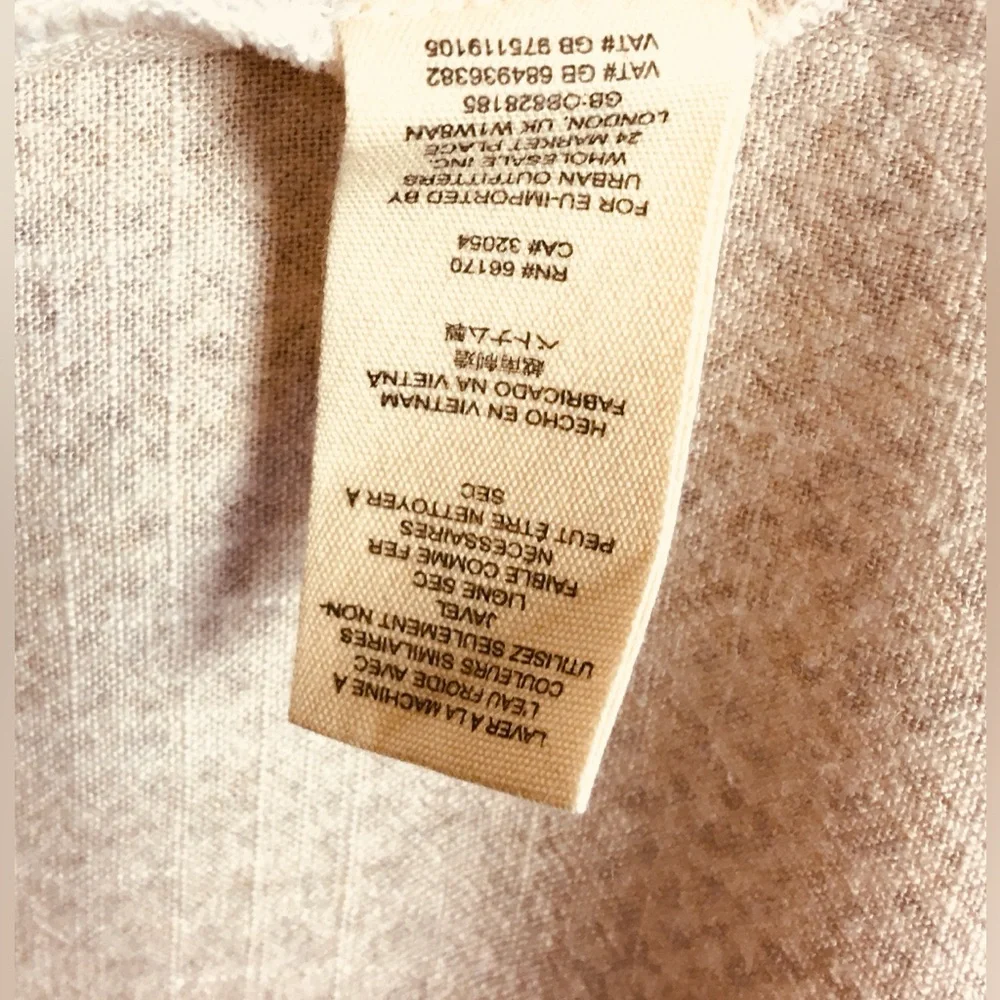 LAVER À LA MACHINE À
L'EAU FROIDE AVEC
COULEURS SIMILAIRES
UTILISEZ SEULEMENT NON-
JAVEL
LIGNE SEC
FAIBLE COMME FER
NÉCESSAIRES
PEUT ÊTRE NETTOYER À
SEC
HECHO EN VIETNAM
FABRICADO NA VIETNÃ
越南制造
ベトナム製
RN# 66170
CA# 32054
FOR EU-IMPORTED BY
URBAN OUTFITTERS
WHOLESALE INC.
24 MARKET PLACE
LONDON, UK W1W8AN
GB-QB828185
VAT# GB 684936382
VAT# GB 975119105